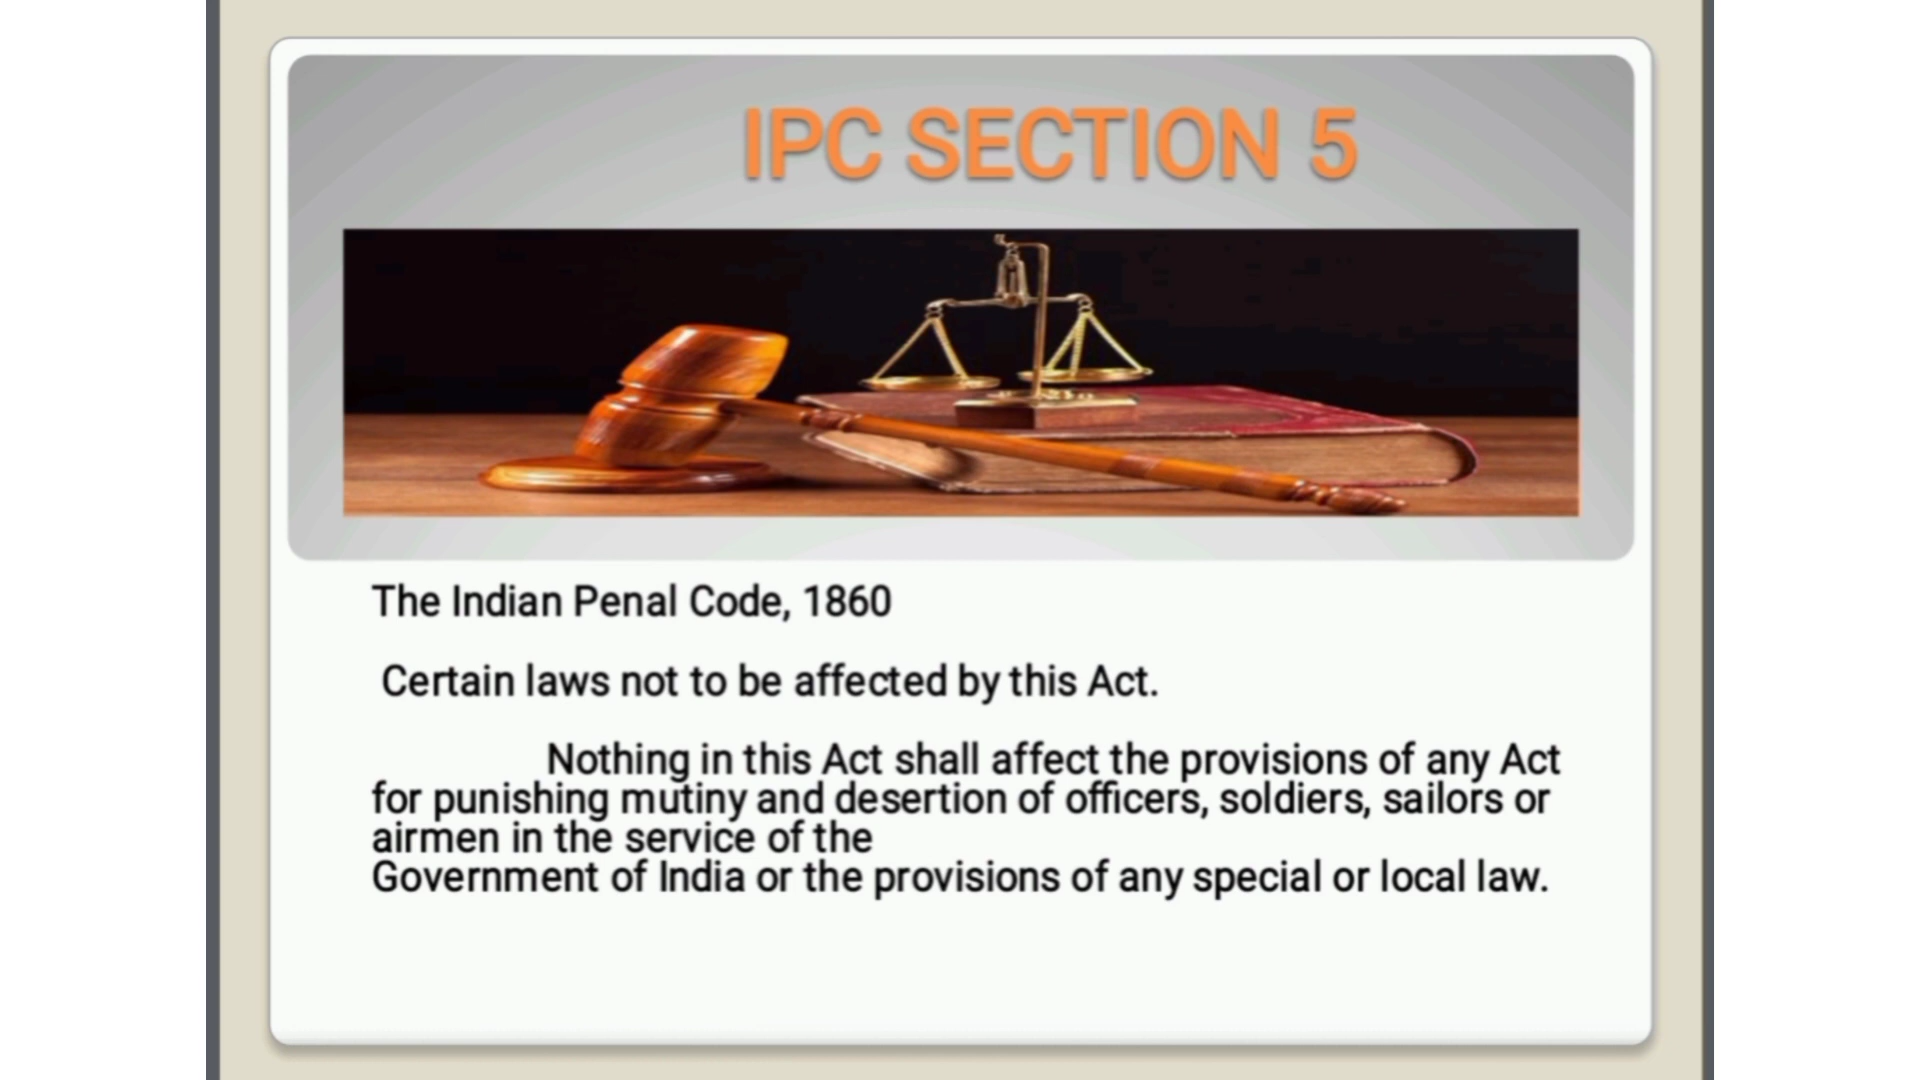 IPC SECTION 5
The Indian Penal Code, 1860
Certain laws not to be affected by this Act.
Nothing in this Act shall affect the provisions of any Act
for punishing mutiny and desertion of officers, soldiers, sailors or
airmen in the service of the
Government of India or the provisions of any special or local law.